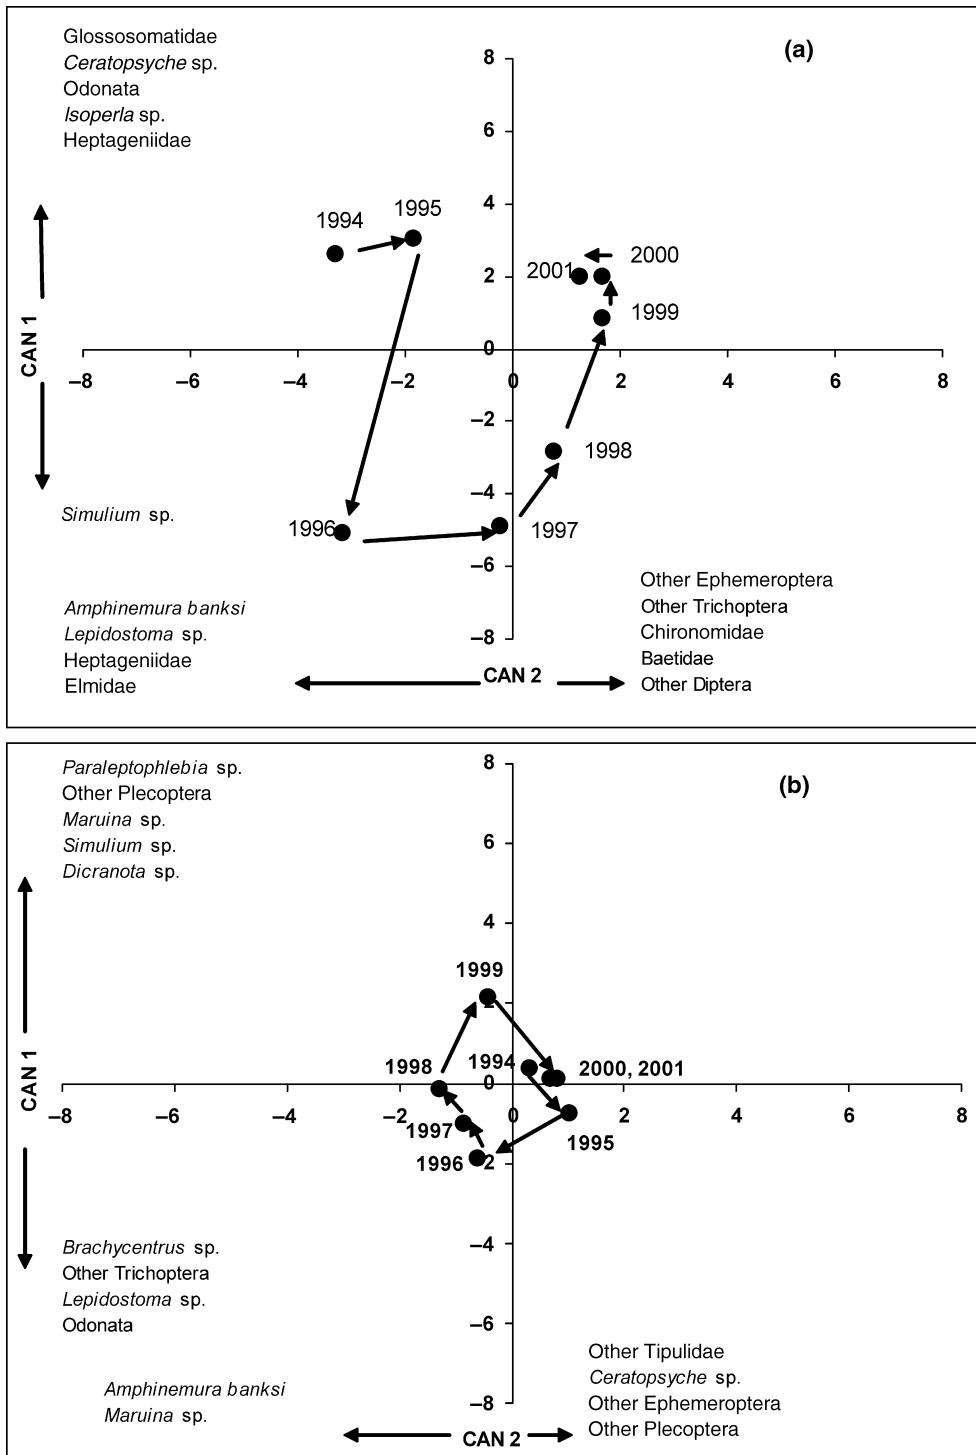 Glossosomatidae
Ceratopsyche sp.
Odonata
Isoperla sp.
Heptageniidae
(a)
8
6
4
2
0
–2
–4
–6
–8
1994
1995
2000
2001
1999
–8
–6
–4
–2
0
2
4
6
8
CAN 1
1998
1996
1997
Simulium sp.
Amphinemura banksi
Lepidostoma sp.
Heptageniidae
Elmidae
CAN 2
Other Ephemeroptera
Other Trichoptera
Chironomidae
Baetidae
Other Diptera
Paraleptophlebia sp.
Other Plecoptera
Maruina sp.
Simulium sp.
Dicranota sp.
(b)
8
6
4
2
0
2
–4
–6
–8
1999
1994
1998
2000, 2001
–8
–6
–4
–2
0
2
4
6
8
CAN 1
1997
1996
1995
Brachycentrus sp.
Other Trichoptera
Lepidostoma sp.
Odonata
Amphinemura banksi
Maruina sp.
CAN 2
Other Tipulidae
Ceratopsyche sp.
Other Ephemeroptera
Other Plecoptera